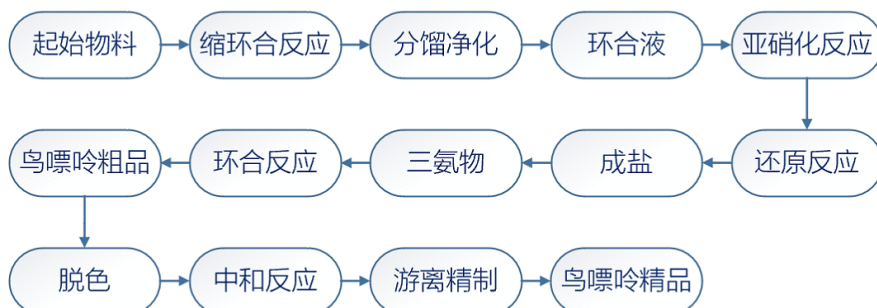 起始物料
缩环合反应
分馏净化
环合液
亚硝化反应
还原反应
成盐
三氨物
环合反应
鸟嘌呤粗品
脱色
中和反应
游离精制
鸟嘌呤精品